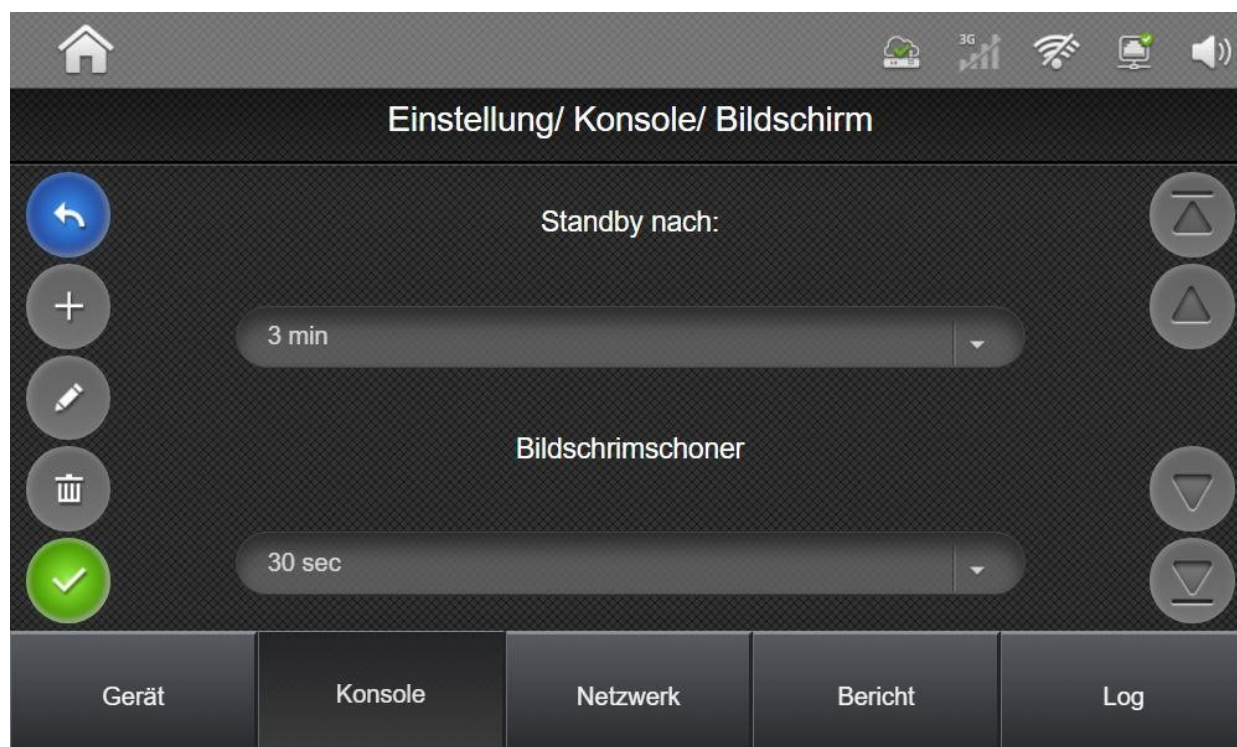 3G
Einstellung/ Konsole/ Bildschirm
Standby nach:
3 min
Bildschrimschoner
30 sec
Gerät
Konsole
Netzwerk
Bericht
Log